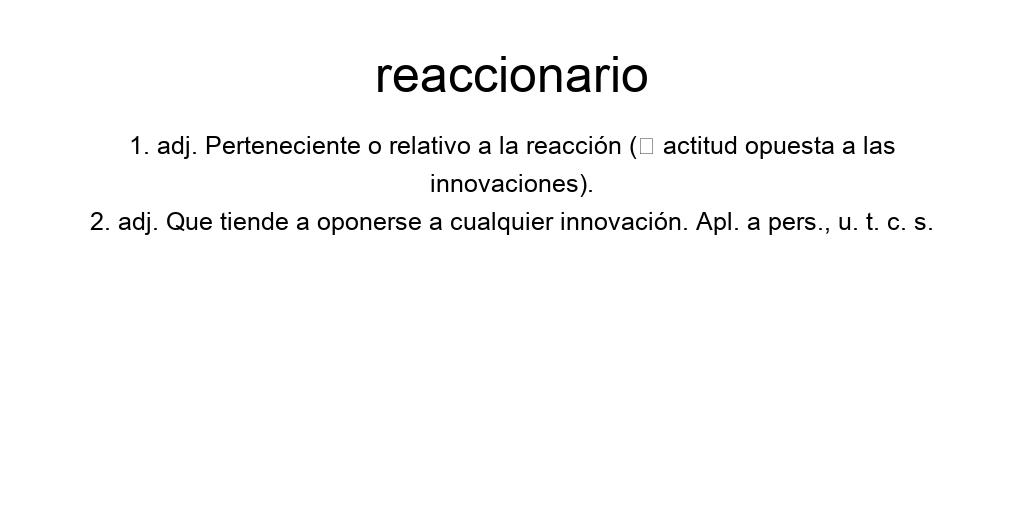 reaccionario
1. adj. Perteneciente o relativo a la reacción (□ actitud opuesta a las
innovaciones).
2. adj. Que tiende a oponerse a cualquier innovación. Apl. a pers., u. t. c. s.